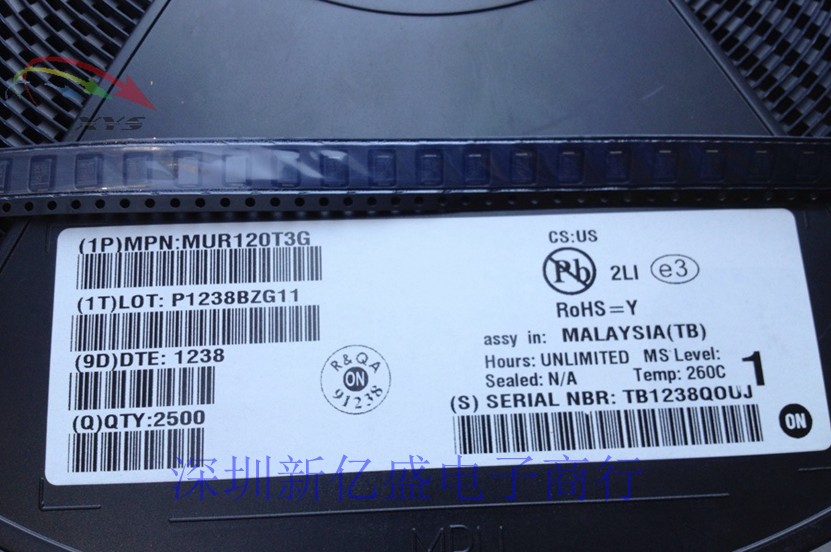 XYS
(1P)MPN:MUR120T3G
(1T)LOT: P1238BZG11
(9D)DTE: 1238
(Q)QTY:2500
R & Q A
ON
91238
CS:US
Pb
2LI
e3
RoHS=Y
assy in: MALAYSIA(TB)
Hours: UNLIMITED MS Level: 1
Sealed: N/A Temp: 260C
(S) SERIAL NBR: TB1238QOUJ
ON
深圳新亿盛电子商行